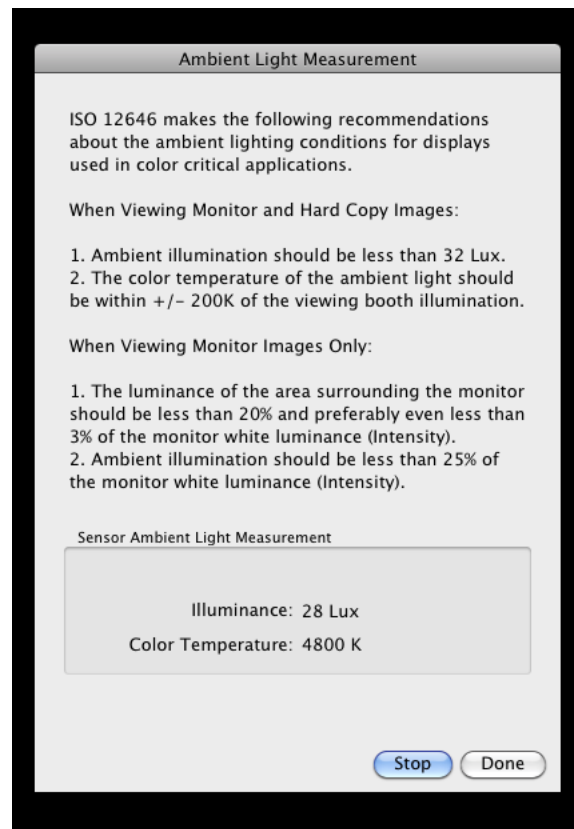 Ambient Light Measurement
ISO 12646 makes the following recommendations
about the ambient lighting conditions for displays
used in color critical applications.
When Viewing Monitor and Hard Copy Images:
1. Ambient illumination should be less than 32 Lux.
2. The color temperature of the ambient light should
be within +/- 200K of the viewing booth illumination.
When Viewing Monitor Images Only:
1. The luminance of the area surrounding the monitor
should be less than 20% and preferably even less than
3% of the monitor white luminance (Intensity).
2. Ambient illumination should be less than 25% of
the monitor white luminance (Intensity).
Sensor Ambient Light Measurement
Illuminance: 28 Lux
Color Temperature: 4800 K
Stop Done